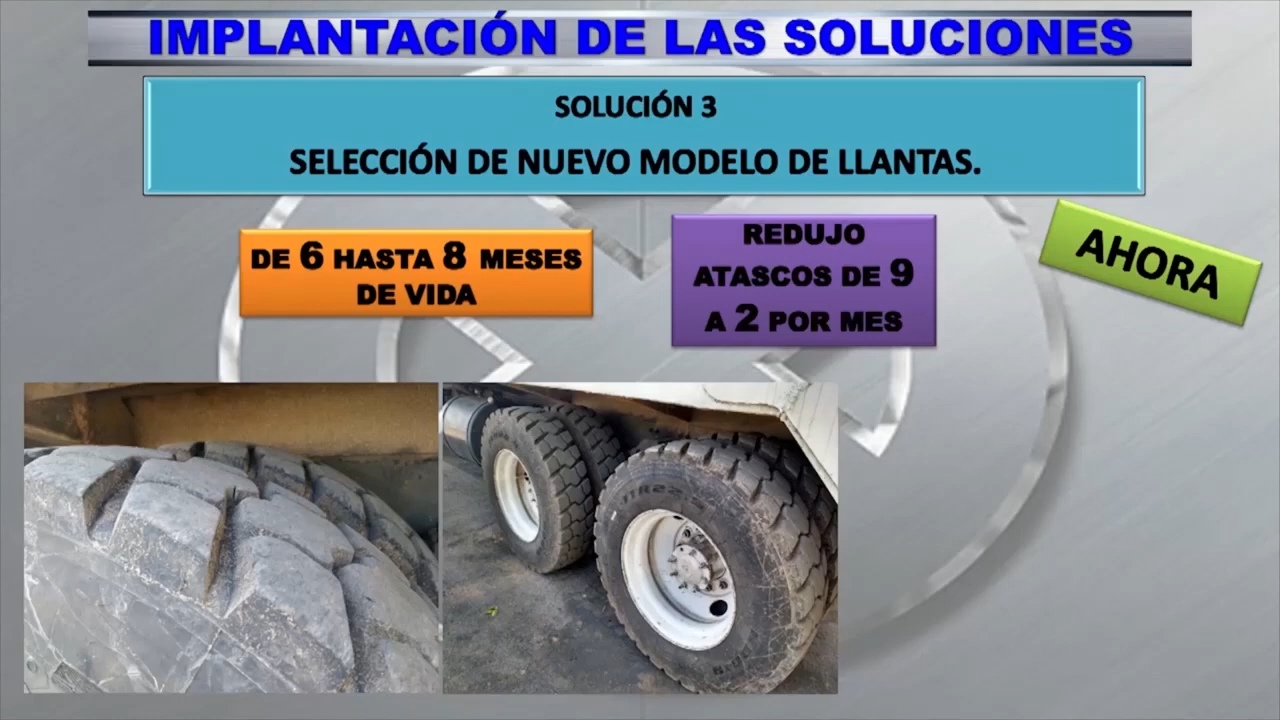 IMPLANTACIÓN DE LAS SOLUCIONES
SOLUCIÓN 3
SELECCIÓN DE NUEVO MODELO DE LLANTAS.
DE 6 HASTA 8 MESES
DE VIDA
REDUJO
ATASCOS DE 9
A 2 POR MES
AHORA